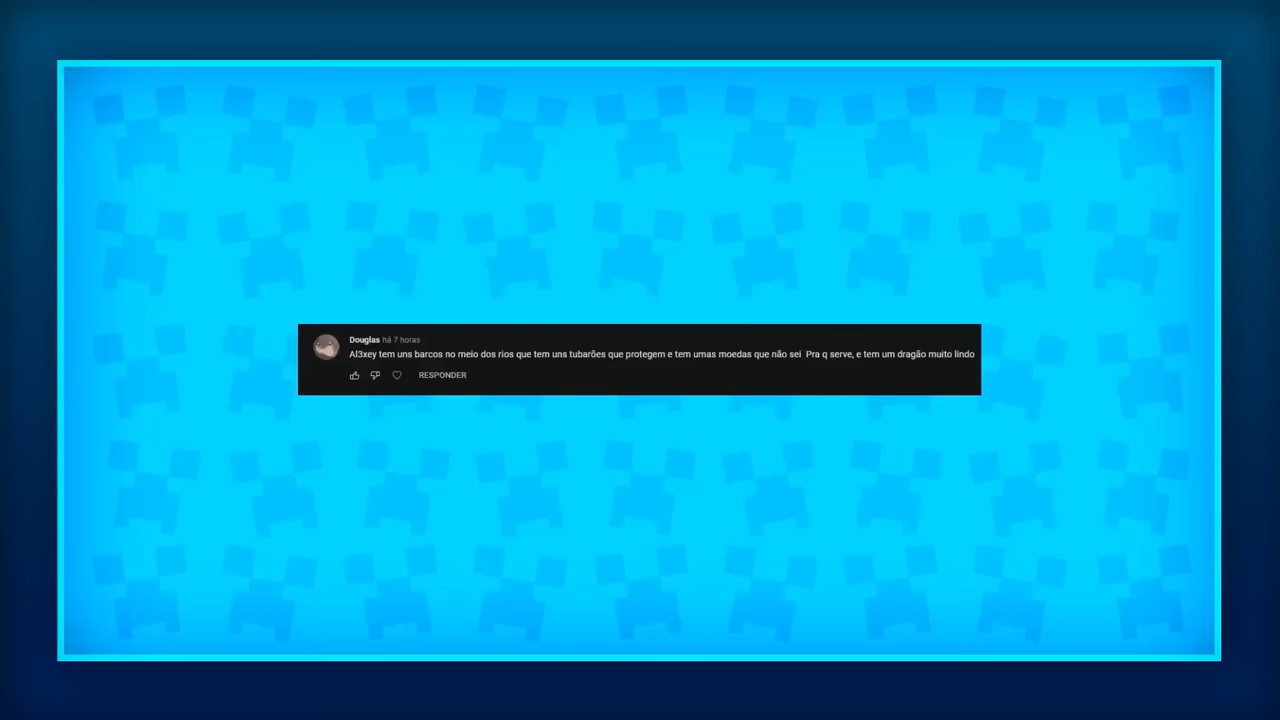 Douglas há 7 horas
Al3xey tem uns barcos no meio dos rios que tem uns tubarões que protegem e tem umas moedas que não sei  Pra q serve, e tem um dragão muito lindo
RESPONDER